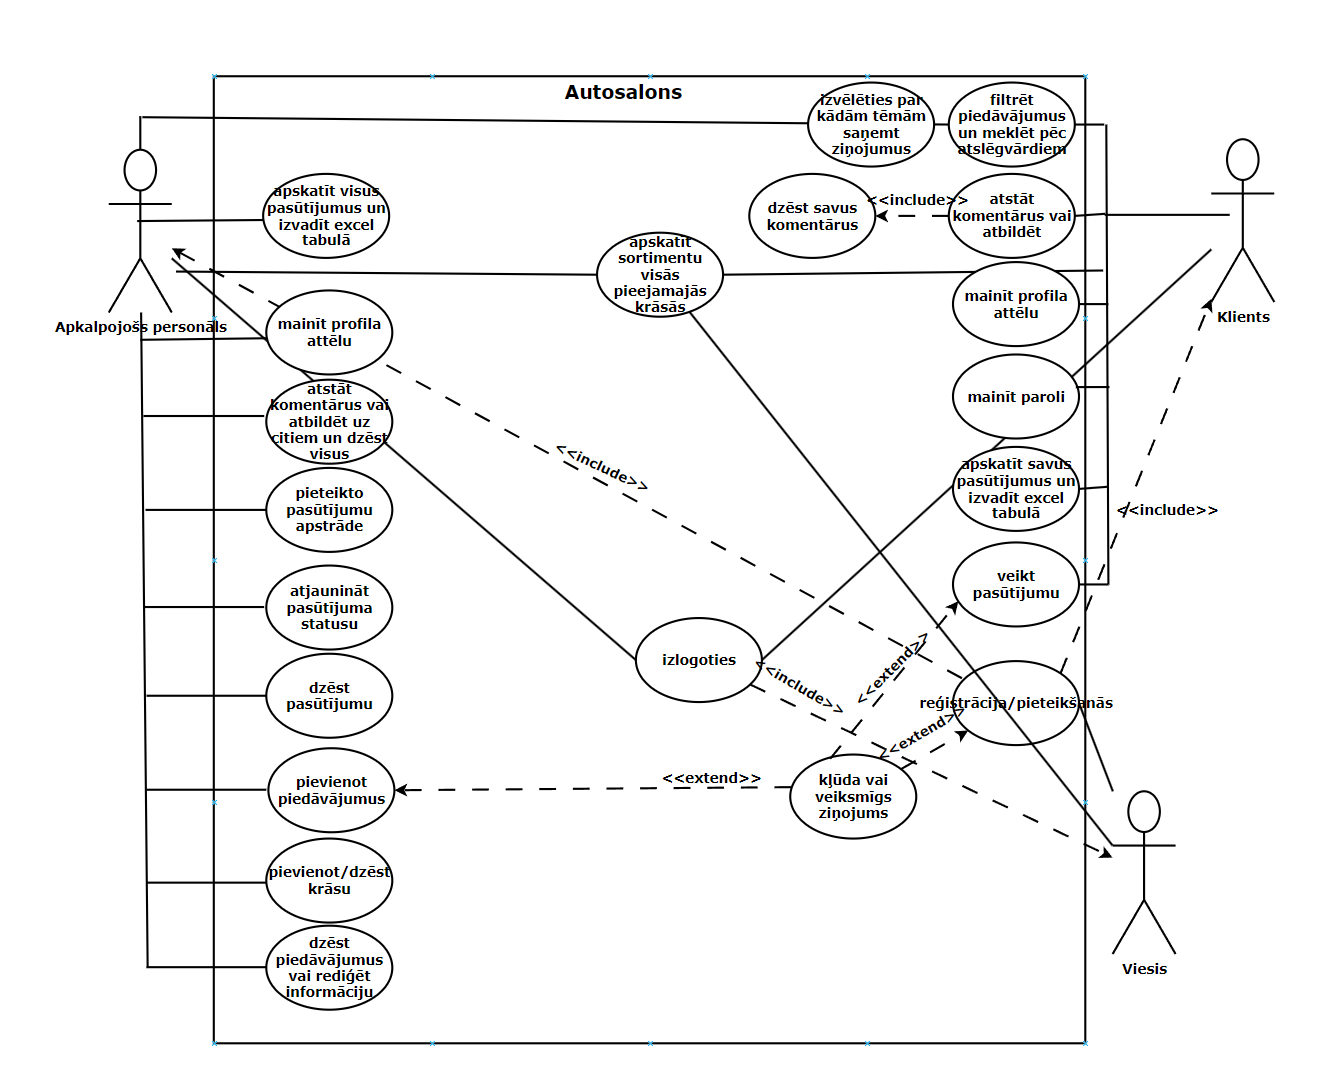 Autosalons
izvēlēties par
kādām tēmām
saņemt
ziņojumus
filtrēt
piedāvājumus
un meklēt pēc
atslēgvārdiem
apskatīt visus
pasūtījumus un
izvadīt excel
tabulā
dzēst savus
komentārus
<<include>>
atstāt
komentārus vai
atbildēt
apskatīt
sortimentu
visās
pieejamajās
krāsās
mainīt profila
attēlu
Apkalpojošs personāls
Klients
mainīt profila
attēlu
atstāt
komentārus vai
atbildēt uz
citiem un dzēst
visus
mainīt paroli
<<include>>
apskatīt savus
pasūtījumus un
izvadīt excel
tabulā
pieteikto
pasūtījumu
apstrāde
<<include>>
atjaunināt
pasūtījuma
statusu
veikt
pasūtījumu
izlogoties
<<include>>
<<extend>>
dzēst
pasūtījumu
reģistrācija/pieteikšanās
<<extend>>
pievienot
piedāvājumus
<<extend>>
kļūda vai
veiksmīgs
ziņojums
pievienot/dzēst
krāsu
dzēst
piedāvājumus
vai rediģēt
informāciju
Viesis